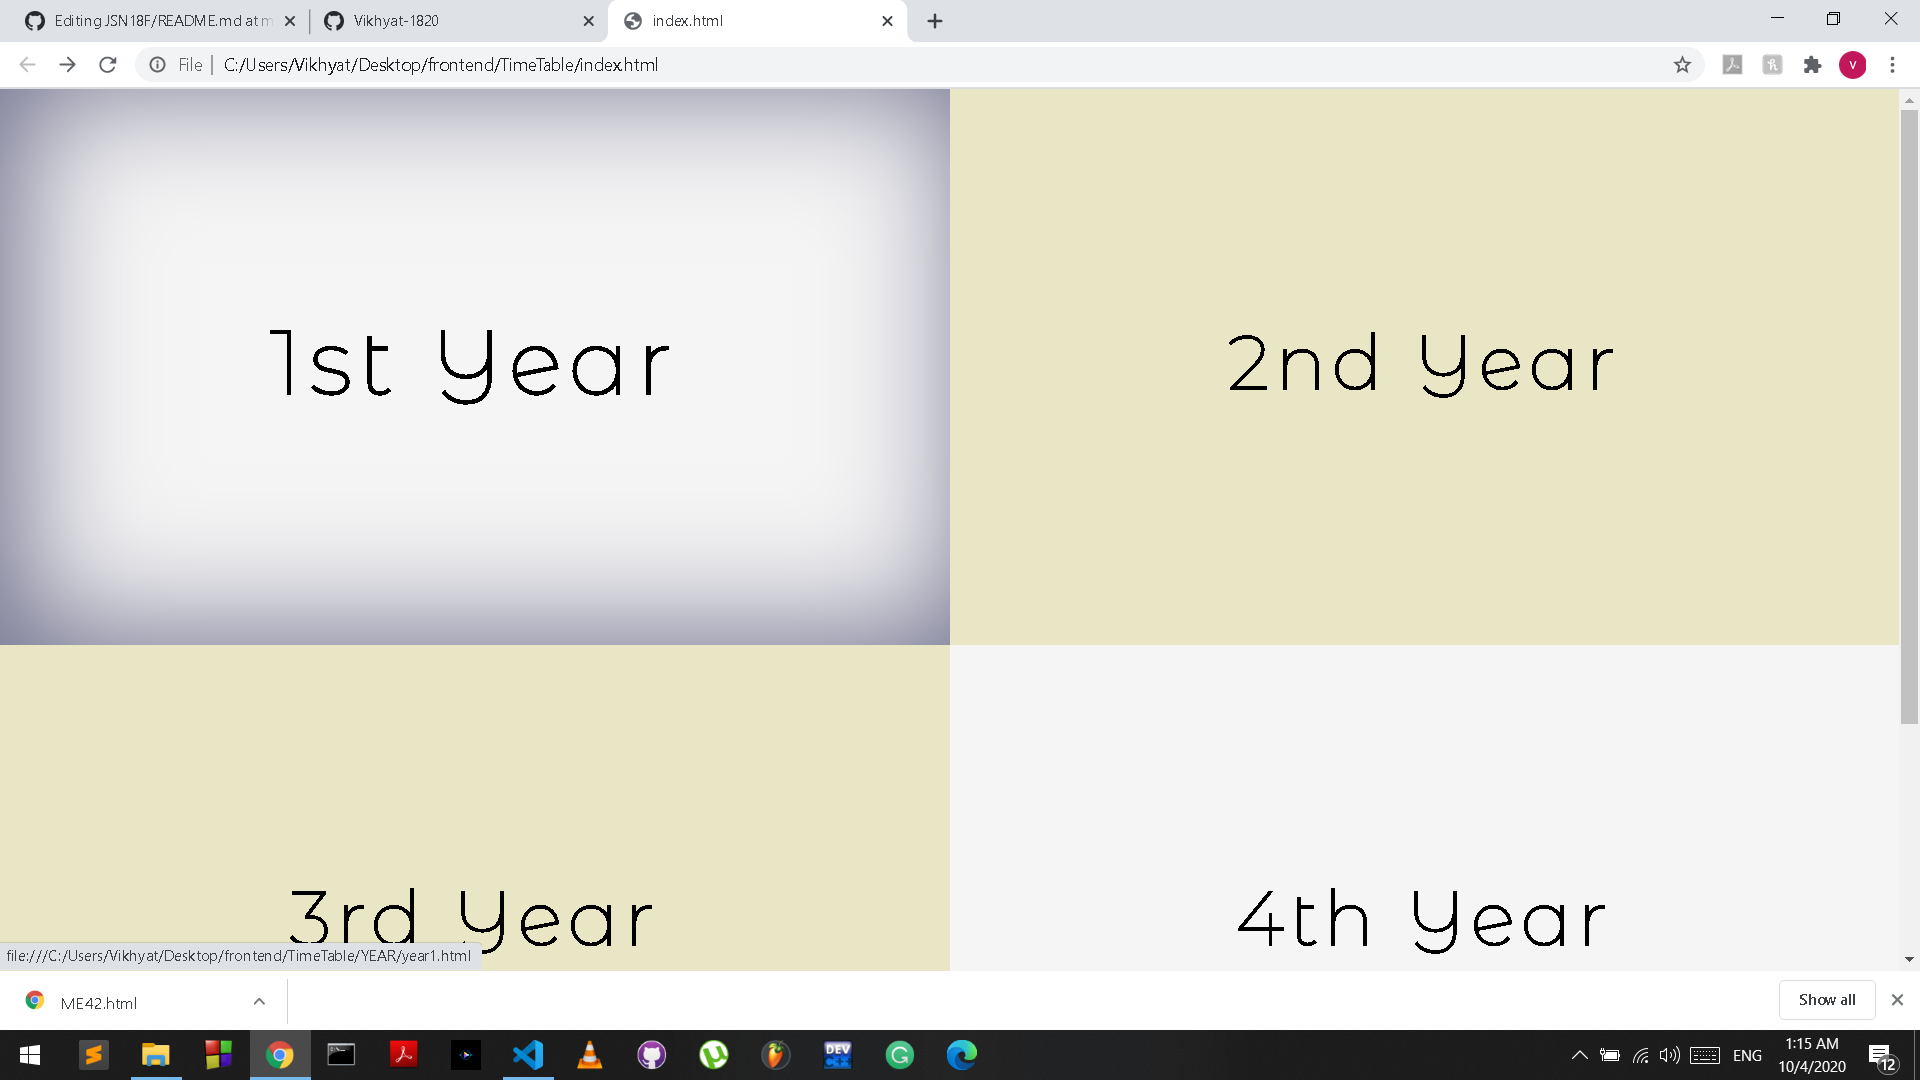 Editing JSN18F/README.md at m
Vikhyat-1820
index.html
File | C:/Users/Vikhyat/Desktop/frontend/TimeTable/index.html
V
1st Year
2nd Year
3rd Year
4th Year
file:///C:/Users/Vikhyat/Desktop/frontend/TimeTable/YEAR/year1.html
ME42.html
Show all
DEV
ENG
1:15 AM
10/4/2020
12